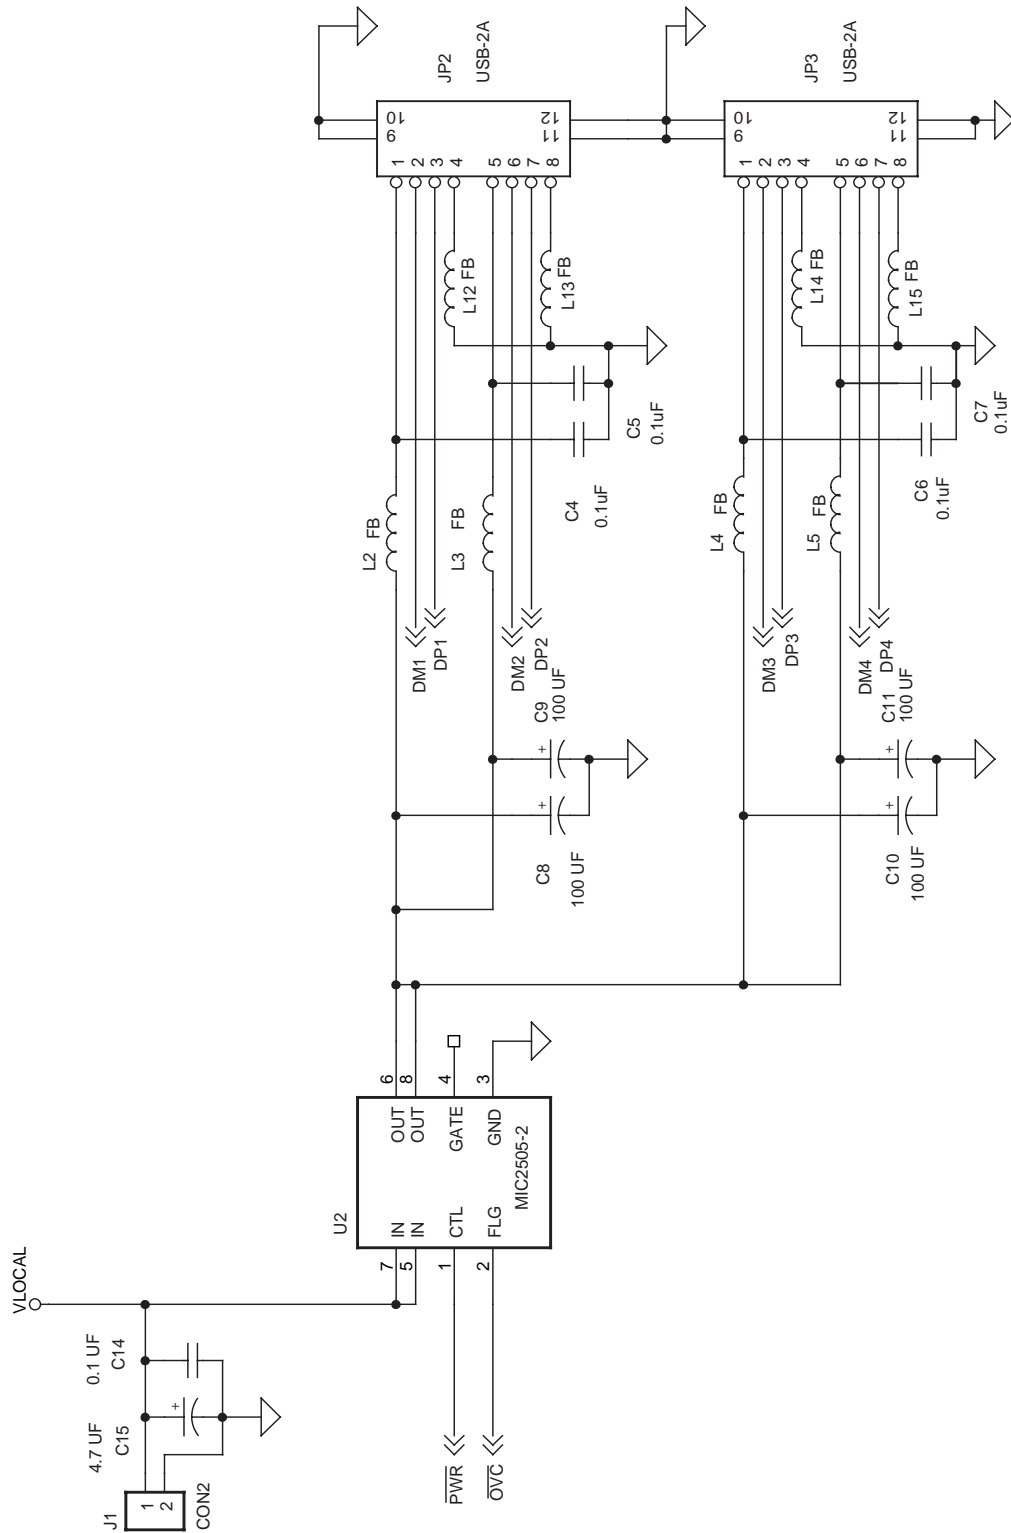 J1
1
2
CON2
4.7 UF
C15
+
0.1 UF
C14
VLOCAL
PWR
OVC
U2
7
5
1
2
IN
IN
CTL
FLG
OUT
OUT
GATE
GND
MIC2505-2
6
8
4
3
C8
100 UF
+
C9
100 UF
+
C10
100 UF
+
C11
100 UF
+
DM1
DP1
DM2
DP2
DM3
DP3
DM4
DP4
L2 FB
L3 FB
L4 FB
L5 FB
C4
0.1uF
C5
0.1uF
C6
0.1uF
C7
0.1uF
L12 FB
L13 FB
L14 FB
L15 FB
1
2
3
4
5
6
7
8
9
10
11
12
JP2
USB-2A
1
2
3
4
5
6
7
8
9
10
11
12
JP3
USB-2A